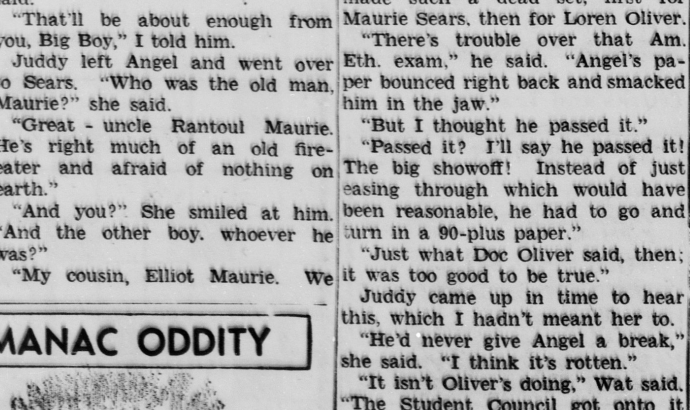 "That'll be about enough from
you, Big Boy," I told him.
Juddy left Angel and went over
o Sears. "Who was the old man,
Maurie?" she said.
"Great - uncle Rantoul Maurie.
He's right much of an old fire-
eater and afraid of nothing on
earth."
"And you?" She smiled at him.
"And the other boy. whoever he
was?"
"My cousin, Elliot Maurie. We
MANAC ODDITY
Maurie Sears, then for Loren Oliver.
"There's trouble over that Am.
Eth. exam," he said. "Angel's pa-
per bounced right back and smacked
him in the jaw."
"But I thought he passed it."
"Passed it? I'll say he passed it!
The big showoff! Instead of just
easing through which would have
been reasonable, he had to go and
turn in a 90-plus paper."
"Just what Doc Oliver said, then;
it was too good to be true."
Juddy came up in time to hear
this, which I hadn't meant her to.
"He'd never give Angel a break,"
she said. "I think it's rotten."
"It isn't Oliver's doing," Wat said.
"The Student Council got onto it